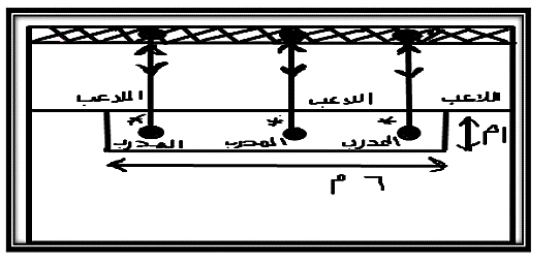 اللاعب اللاعب اللاعب
المدرب المدرب المدرب
١م
٦ م